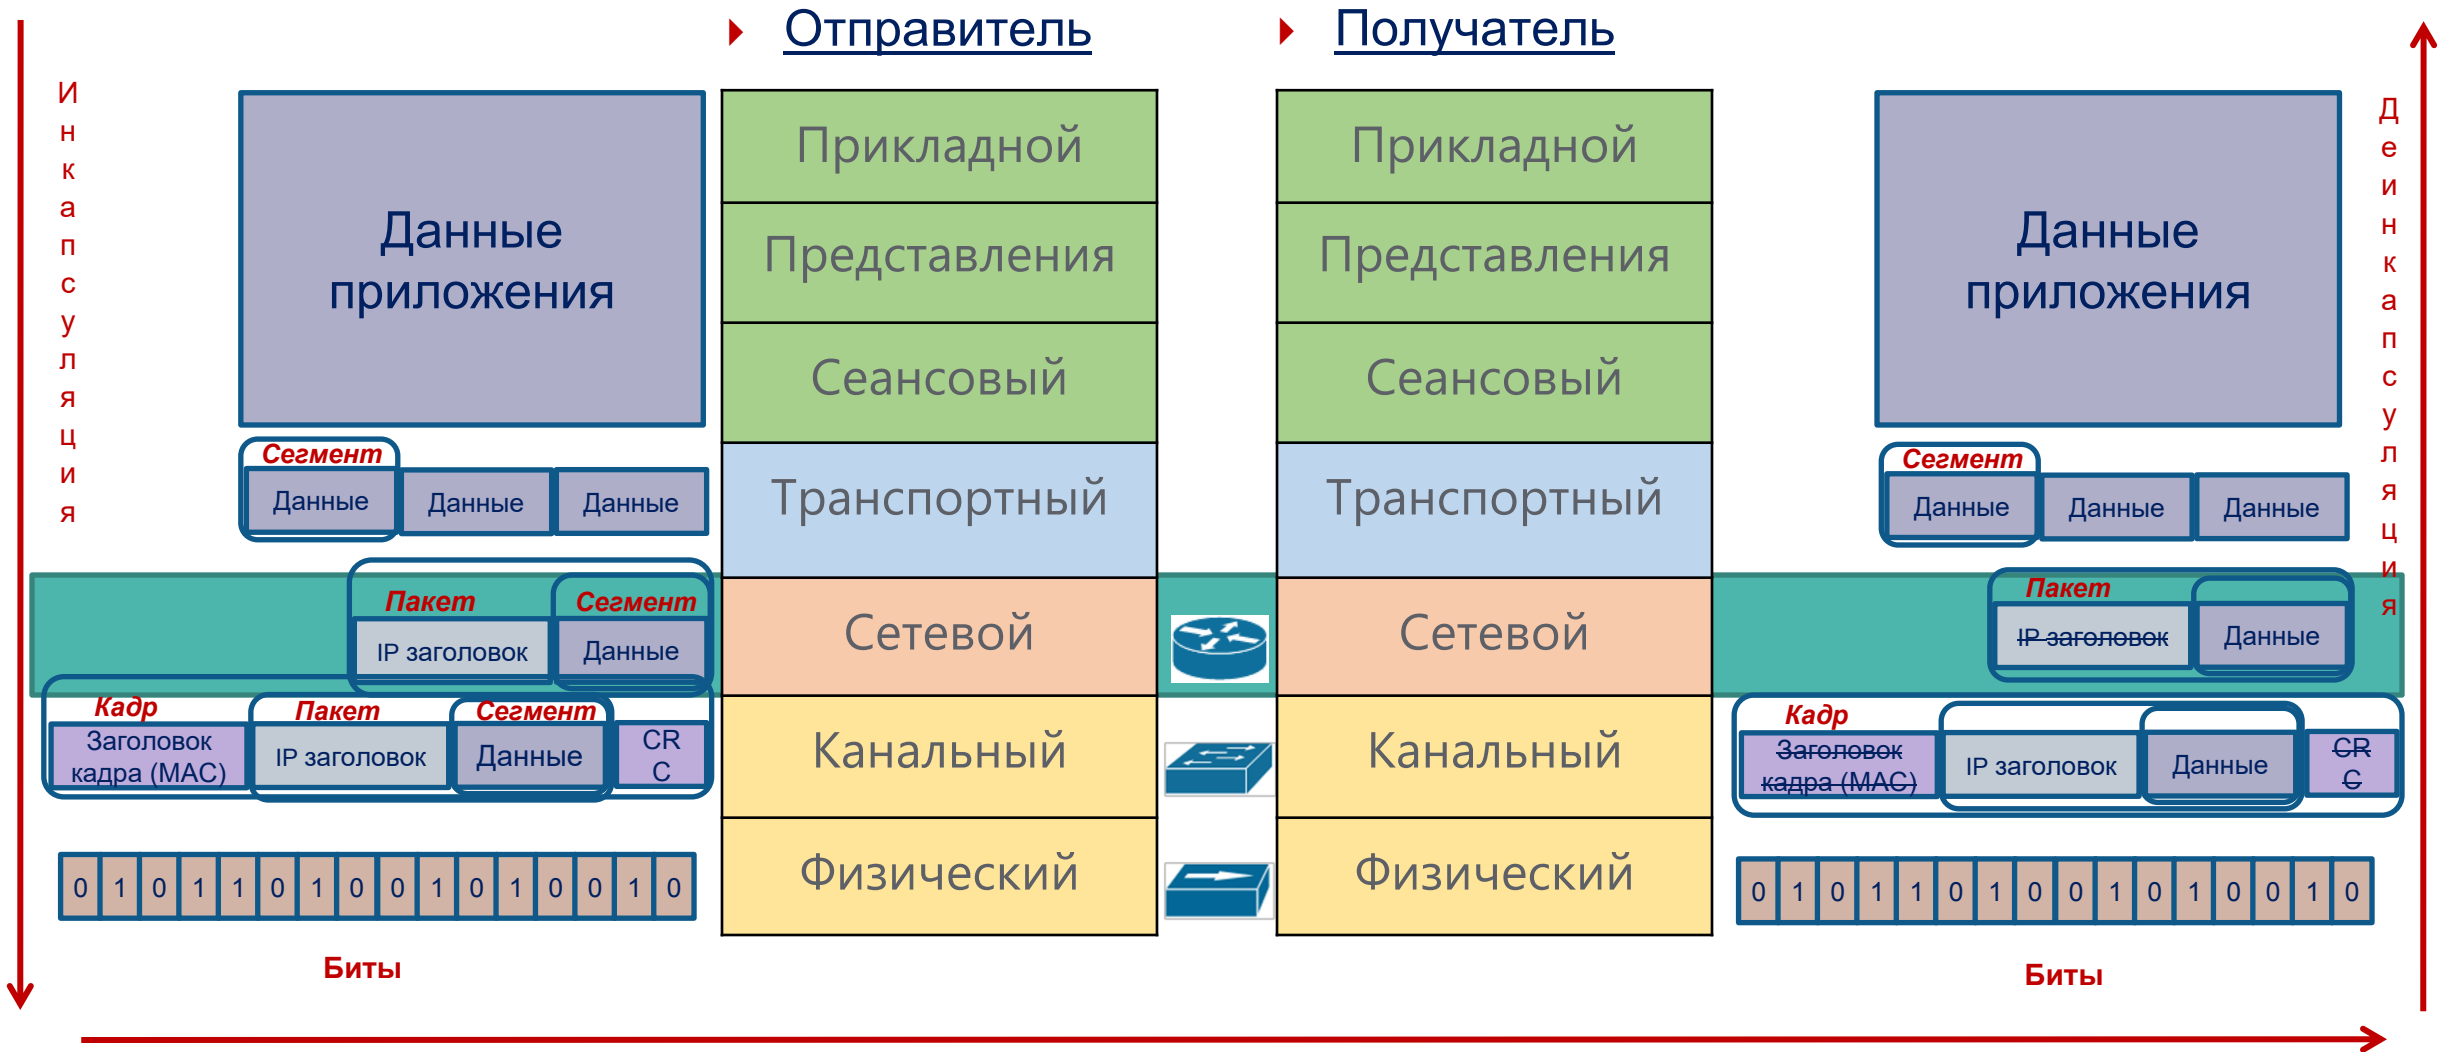 Отправитель
Получатель
Инкапсуляция
Данные
приложения
Прикладной
Представления
Сеансовый
Прикладной
Представления
Сеансовый
Данные
приложения
Деинкапсуляция
Сегмент
Данные Данные Данные
Транспортный
Транспортный
Сегмент
Данные Данные Данные
Пакет Сегмент
IP заголовок Данные
Сетевой
Сетевой
Пакет
IP заголовок Данные
Кадр Пакет Сегмент
Заголовок
кадра (MAC)
IP заголовок
Данные
CR
C
Канальный
Канальный
Кадр
Заголовок
кадра (MAC)
IP заголовок
Данные
CR
C
0 1 0 1 1 0 1 0 0 1 0 1 0 0 1 0
Физический
Физический
0 1 0 1 1 0 1 0 0 1 0 1 0 0 1 0
Биты
Биты